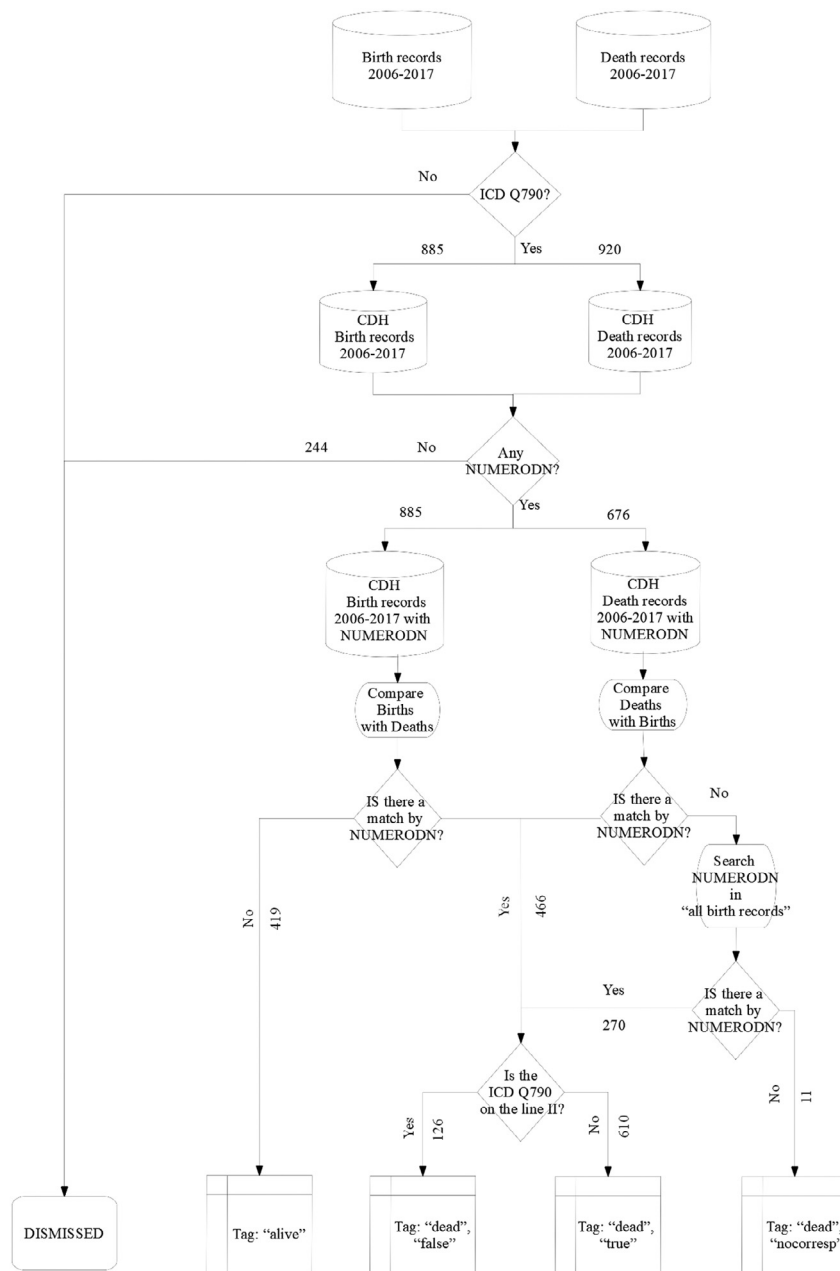 Birth records
2006-2017
Death records
2006-2017
No
ICD Q790?
885
Yes
920
CDH
Birth records
2006-2017
CDH
Death records
2006-2017
244
No
Any
NUMERODN?
Yes
885
676
CDH
Birth records
2006-2017 with
NUMERODN
CDH
Death records
2006-2017 with
NUMERODN
Compare
Births
with Deaths
Compare
Deaths
with Births
IS there a
match by
NUMERODN?
IS there a
match by
NUMERODN?
No
Search
NUMERODN
in
“all birth records”
No
419
Yes
466
Yes
270
IS there a
match by
NUMERODN?
Is the
ICD Q790
on the line II?
Yes
126
No
610
No
11
DISMISSED
Tag: “alive”
Tag: “dead”,
“false”
Tag: “dead”,
“true”
Tag: “dead”,
“nocorresp”